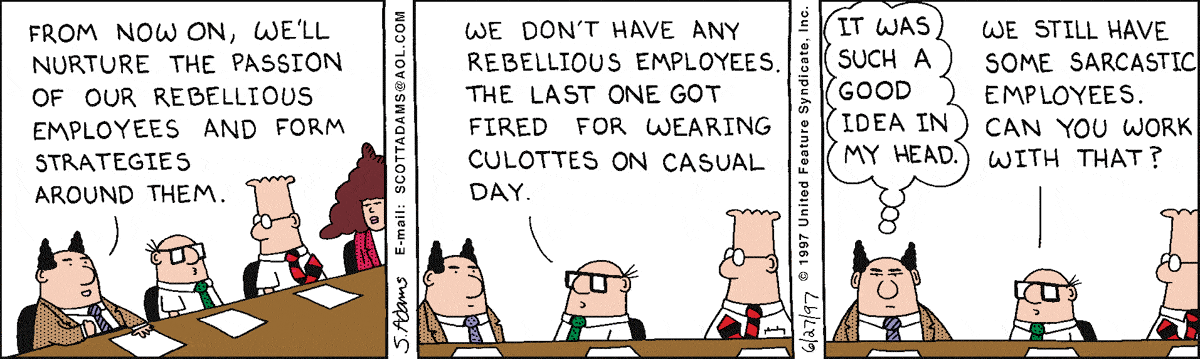 FROM NOW ON, WE'LL
NURTURE THE PASSION
OF OUR REBELLIOUS
EMPLOYEES AND FORM
STRATEGIES
AROUND THEM.
S.Adams E-mail: SCOTTADAMS@AOL.COM
WE DON'T HAVE ANY
REBELLIOUS EMPLOYEES.
THE LAST ONE GOT
FIRED FOR WEARING
CULOTTES ON CASUAL
DAY.
6/27/97 © 1997 United Feature Syndicate, Inc.
IT WAS
SUCH A
GOOD
IDEA IN
MY HEAD.
WE STILL HAVE
SOME SARCASTIC
EMPLOYEES.
CAN YOU WORK
WITH THAT?